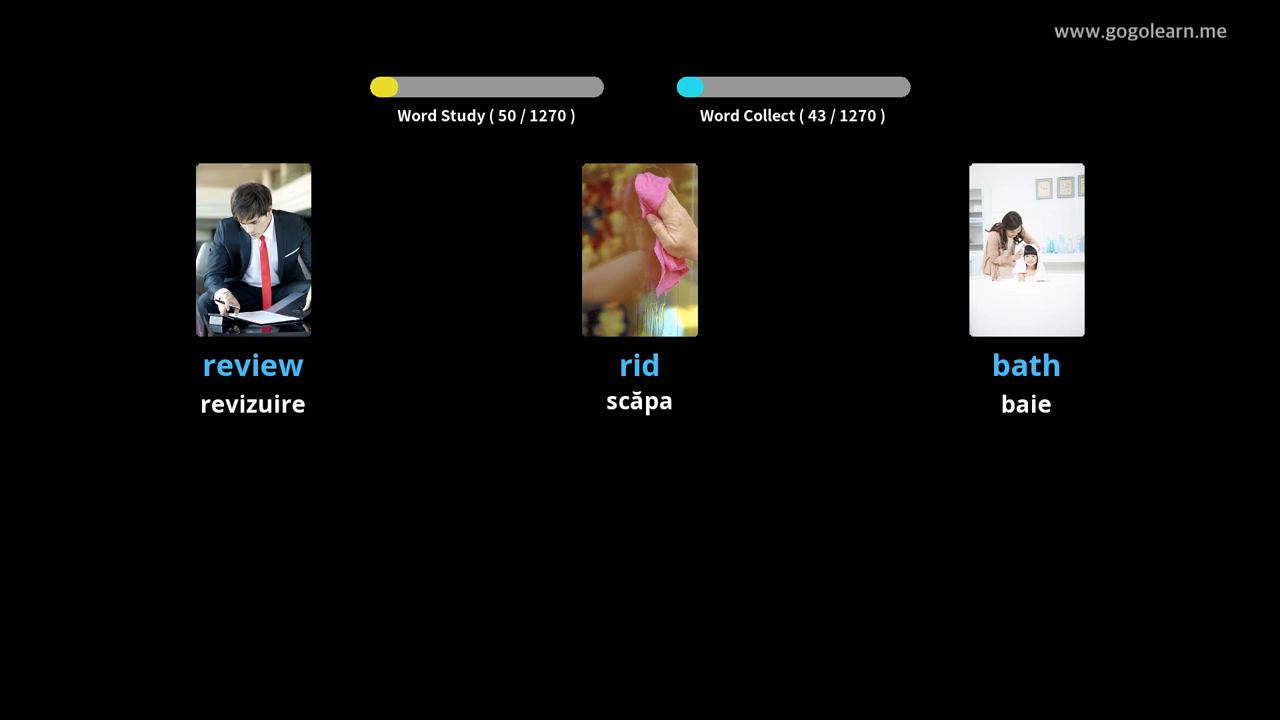 www.gogolearn.me
Word Study ( 50 / 1270 )
Word Collect ( 43 / 1270 )
review
revizuire
rid
scăpa
bath
baie